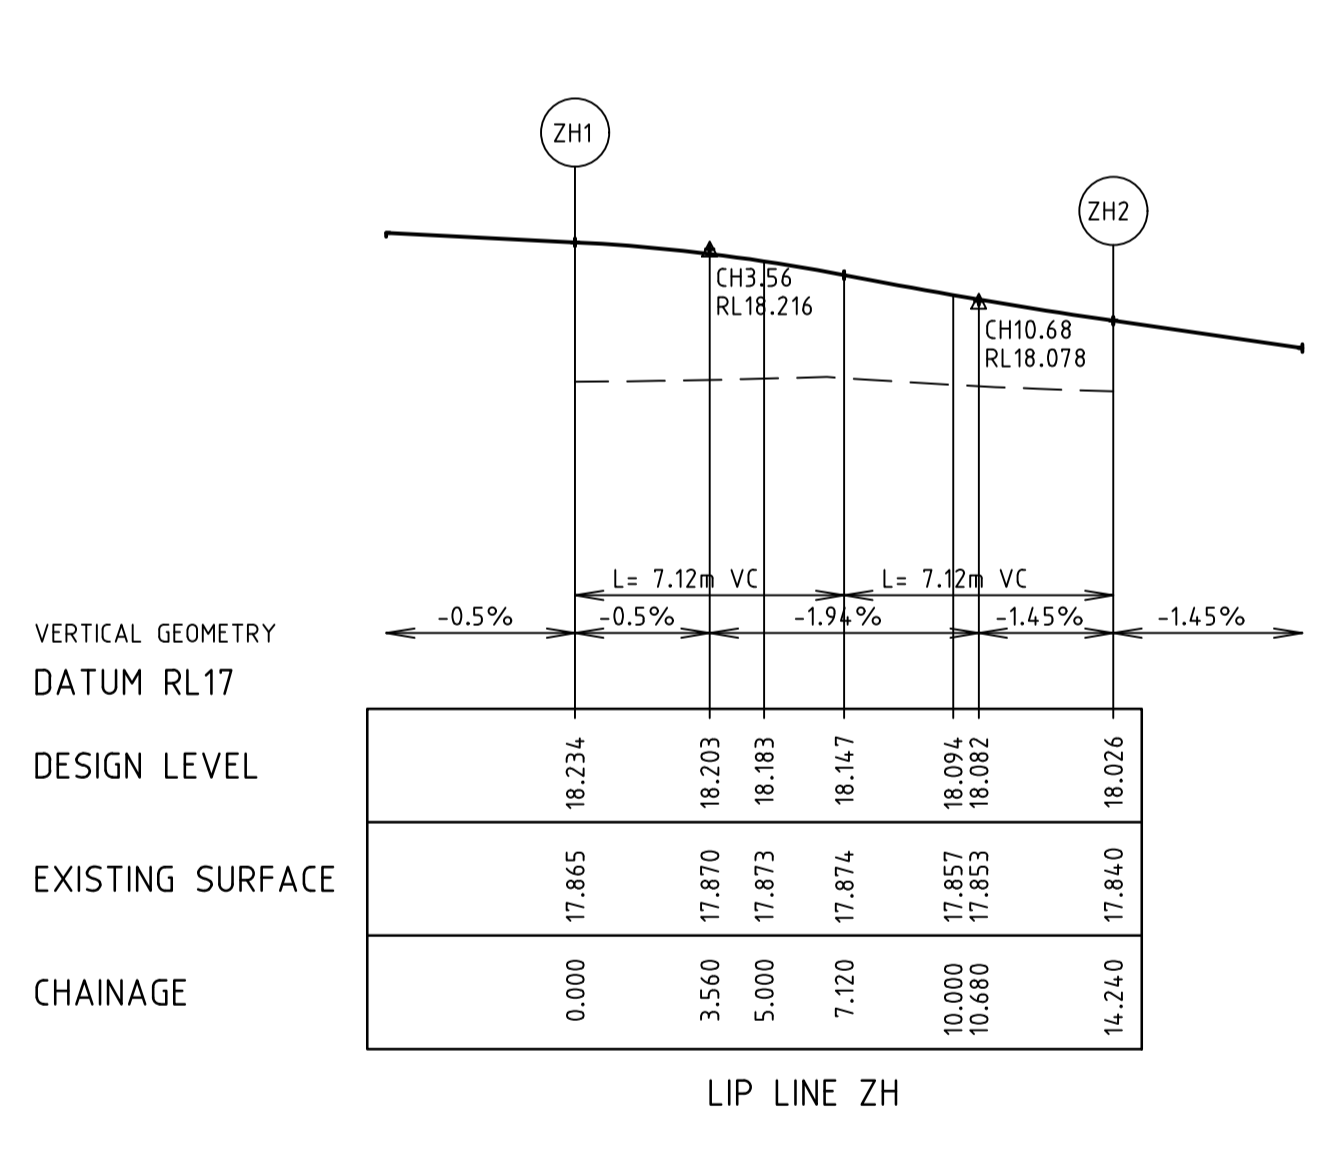 ZH1
ZH2
CH3.56
RL18.216
CH10.68
RL18.078
L= 7.12m VC L= 7.12m VC
-0.5% -0.5% -1.94% -1.45% -1.45%
VERTICAL GEOMETRY
DATUM RL17
DESIGN LEVEL 18.234 18.203 18.183 18.147 18.094 18.082 18.026
EXISTING SURFACE 17.865 17.870 17.873 17.874 17.857 17.853 17.840
CHAINAGE 0.000 3.560 5.000 7.120 10.000 10.680 14.240
LIP LINE ZH